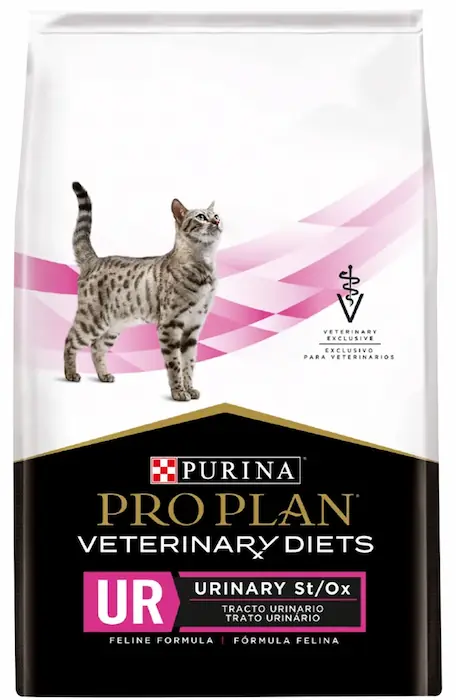 VETERINARY
EXCLUSIVE
EXCLUSIVO
PARA VETERINARIOS
PURINA
PRO PLAN
VETERINARY DIETS
UR
URINARY St/Ox
TRACTO URINARIO
TRATO URINÁRIO
FELINE FORMULA | FÓRMULA FELINA